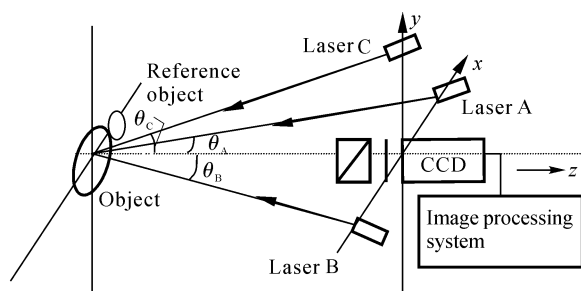 y
Laser C
x
Reference
object
Laser A
θC
θA
CCD
z
θB
Object
Image processing
system
Laser B